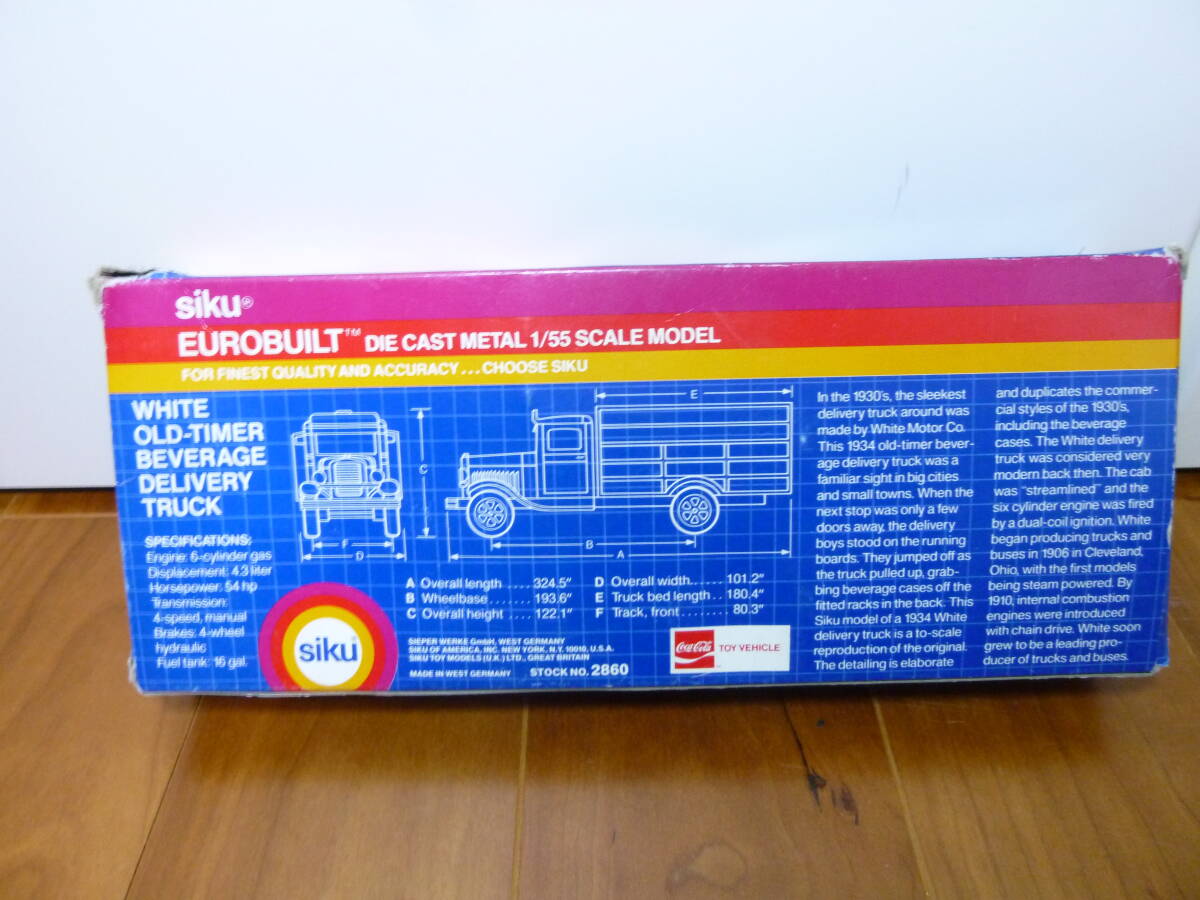 siku®
EUROBUILT™ DIE CAST METAL 1/55 SCALE MODEL
FOR FINEST QUALITY AND ACCURACY...CHOOSE SIKU
WHITE
OLD-TIMER
BEVERAGE
DELIVERY
TRUCK
SPECIFICATIONS:
Engine: 6-cylinder gas
Displacement: 4.3 liter
Horsepower: 54 hp
Transmission:
4-speed, manual
Brakes: 4-wheel
hydraulic
Fuel tank: 16 gal.
siku
C
F
D
E
B
A
A Overall length .... 324.5"
B Wheelbase ....... 193.6"
C Overall height .... 122.1"
D Overall width...... 101.2"
E Truck bed length .. 180.4"
F Track, front........ 80.3"
SIEPER WERKE GmbH, WEST GERMANY
SIKU OF AMERICA, INC. NEW YORK, N.Y. 10010, U.S.A.
SIKU TOY MODELS (U.K.) LTD., GREAT BRITAIN
MADE IN WEST GERMANY STOCK NO. 2860
Coca-Cola
TOY VEHICLE
In the 1930's, the sleekest
delivery truck around was
made by White Motor Co.
This 1934 old-timer bever-
age delivery truck was a
familiar sight in big cities
and small towns. When the
next stop was only a few
doors away, the delivery
boys stood on the running
boards. They jumped off as
the truck pulled up, grab-
bing beverage cases off the
fitted racks in the back. This
Siku model of a 1934 White
delivery truck is a to-scale
reproduction of the original.
The detailing is elaborate
and duplicates the commer-
cial styles of the 1930's,
including the beverage
cases. The White delivery
truck was considered very
modern back then. The cab
was "streamlined" and the
six cylinder engine was fired
by a dual-coil ignition. White
began producing trucks and
buses in 1906 in Cleveland,
Ohio, with the first models
being steam powered. By
1910, internal combustion
engines were introduced
with chain drive. White soon
grew to be a leading pro-
ducer of trucks and buses.